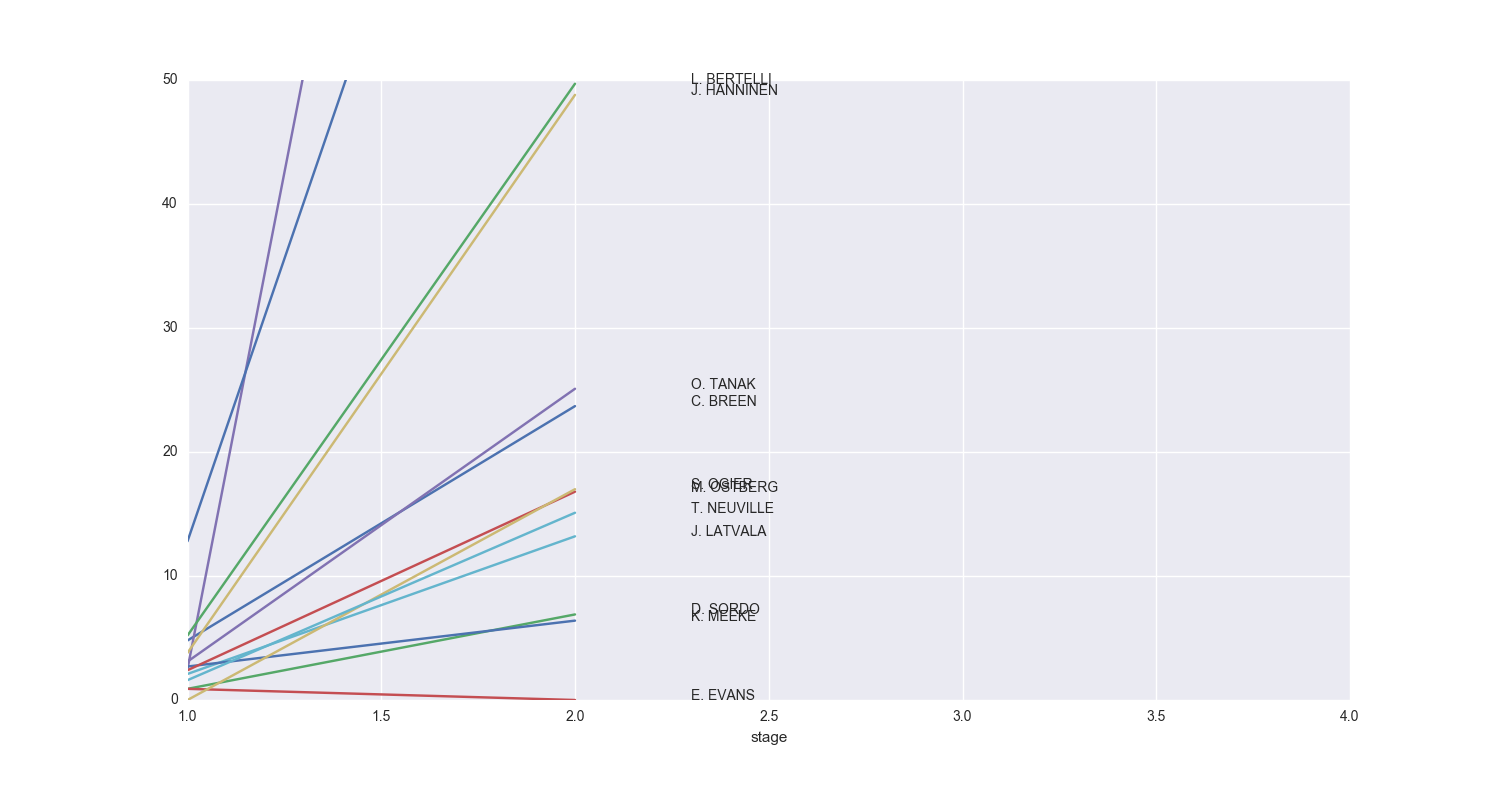 50
L. BERTELLI
J. HANNINEN
40
30
O. TANAK
C. BREEN
20
S. OGIER
M. OSTBERG
T. NEUVILLE
J. LATVALA
10
D. SORDO
K. MEEKE
0
E. EVANS
1.0 1.5 2.0 2.5 3.0 3.5 4.0
stage